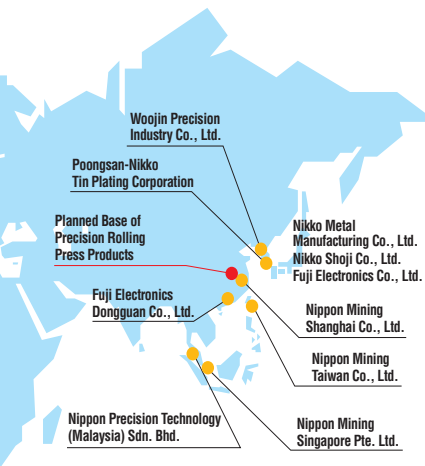 Woojin Precision
Industry Co., Ltd.
Poongsan-Nikko
Tin Plating Corporation
Planned Base of
Precision Rolling
Press Products
Fuji Electronics
Dongguan Co., Ltd.
Nikko Metal
Manufacturing Co., Ltd.
Nikko Shoji Co., Ltd.
Fuji Electronics Co., Ltd.
Nippon Mining
Shanghai Co., Ltd.
Nippon Mining
Taiwan Co., Ltd.
Nippon Precision Technology
(Malaysia) Sdn. Bhd.
Nippon Mining
Singapore Pte. Ltd.